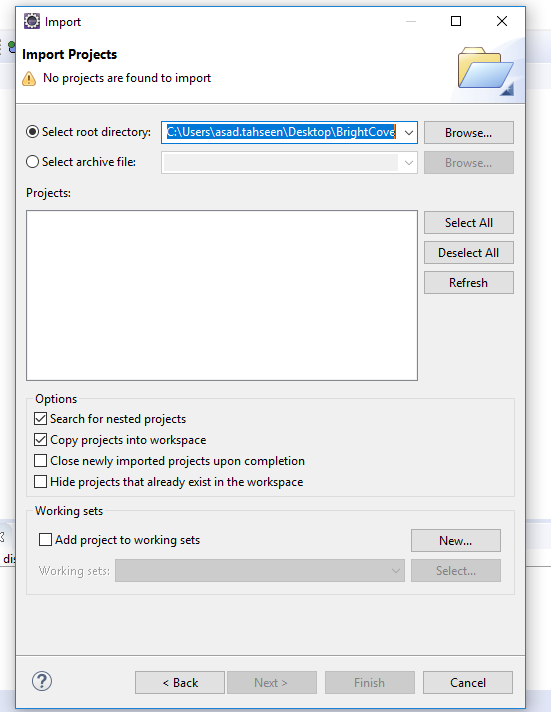 Import
Import Projects
No projects are found to import
Select root directory:
C:\Users\asad.tahseen\Desktop\BrightCove
Browse...
Select archive file:
Browse...
Projects:
Select All
Deselect All
Refresh
Options
Search for nested projects
Copy projects into workspace
Close newly imported projects upon completion
Hide projects that already exist in the workspace
Working sets
Add project to working sets
New...
Working sets:
Select...
dis
?
< Back
Next >
Finish
Cancel